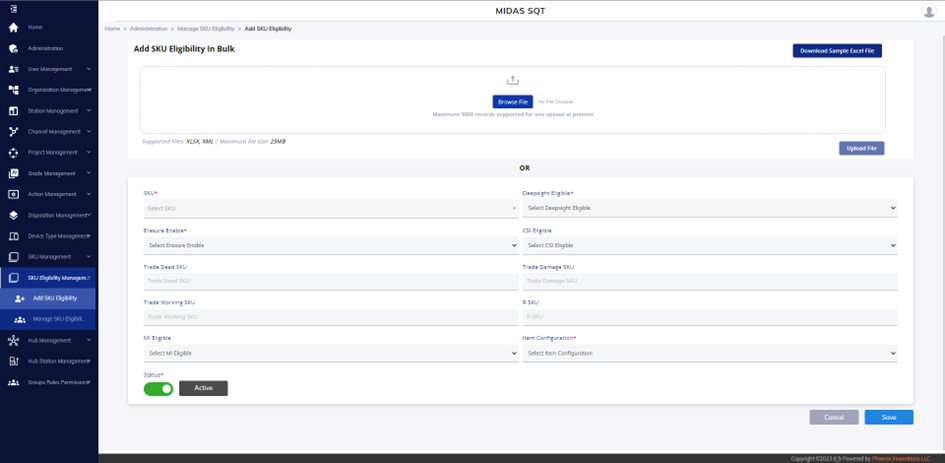 MIDAS SQT
Home
Administration
User Management
Organization Management
Station Management
Channel Management
Project Management
Grade Management
Action Management
Disposition Management
Device Type Management
SKU Management
SKU Eligibility Managem..
Add SKU Eligibility
Manage SKU Eligibili...
Hub Management
Hub Station Management
Groups Roles Permission
Home > Administration > Manage SKU Eligibility > Add SKU Eligibility
Add SKU Eligibility In Bulk
Download Sample Excel File
Browse File No File Choosen
Maximum 5000 records supported for one upload at present
Supported Files: XLSX, XML | Maximum file size: 25MB
Upload File
OR
SKU*
Select SKU
Deepsight Eligible*
Select Deepsight Eligible
Erasure Enable*
Select Erasure Enable
CSI Eligible
Select CSI Eligible
Trade Dead SKU
Trade Dead SKU
Trade Damage SKU
Trade Damage SKU
Trade Working SKU
Trade Working SKU
R SKU
R SKU
MI Eligible
Select MI Eligible
Item Configuration*
Select Item Configuration
Status*
Active
Cancel
Save
Copyright ©2023 Powered by Phoenix Innovations LLC